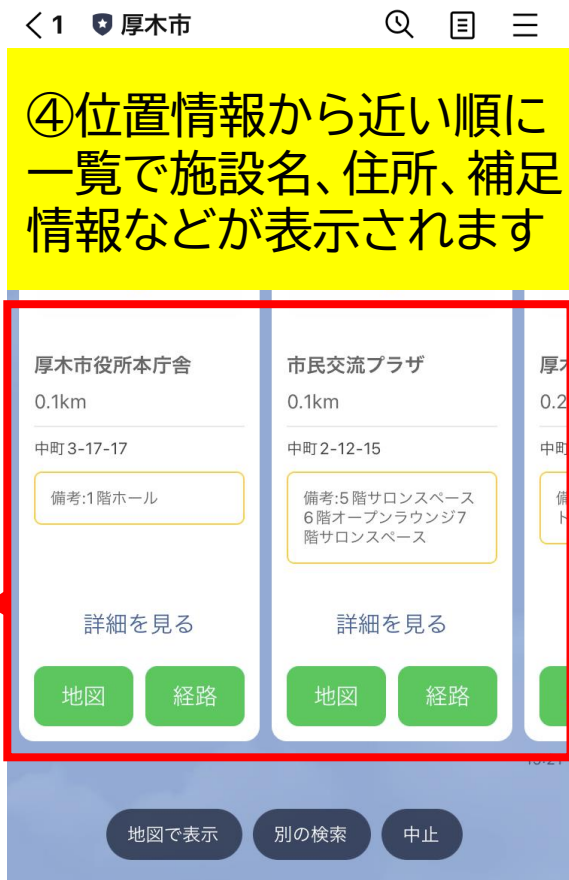 1 厚木市
④位置情報から近い順に
一覧で施設名、住所、補足
情報などが表示されます
厚木市役所本庁舎
0.1km
中町3-17-17
備考:1階ホール
詳細を見る
地図 経路
市民交流プラザ
0.1km
中町2-12-15
備考:5階サロンスペース
6階オープンラウンジ7
階サロンスペース
詳細を見る
地図 経路
厚
0.2
中町
地図で表示 別の検索 中止